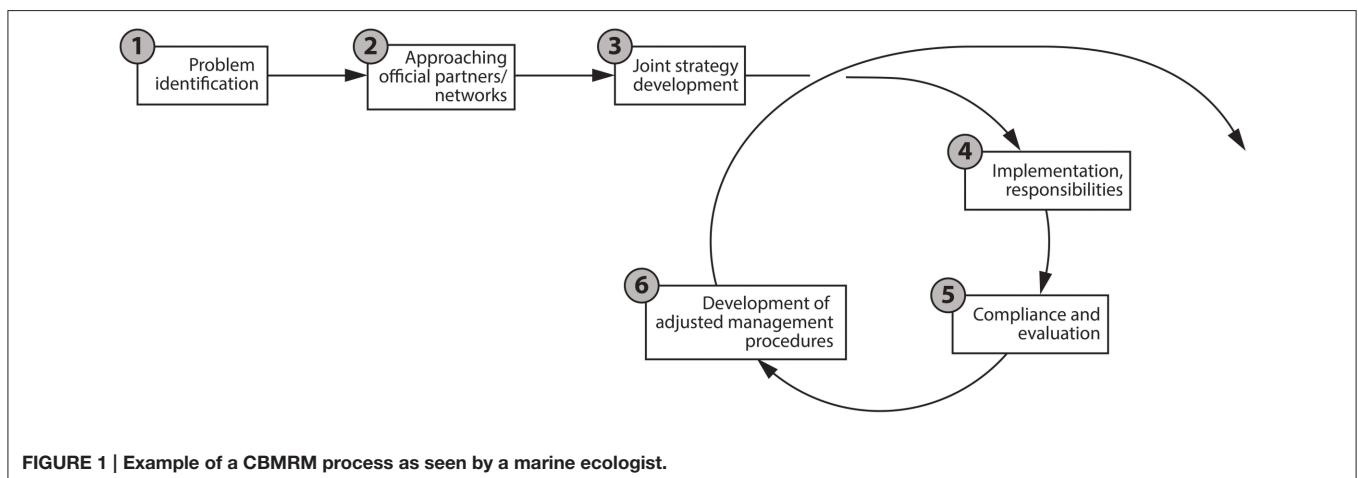 1
Problem
identification
2
Approaching
official partners/
networks
3
Joint strategy
development
4
Implementation,
responsibilities
5
Compliance and
evaluation
6
Development of
adjusted management
procedures
FIGURE 1 | Example of a CBMRM process as seen by a marine ecologist.